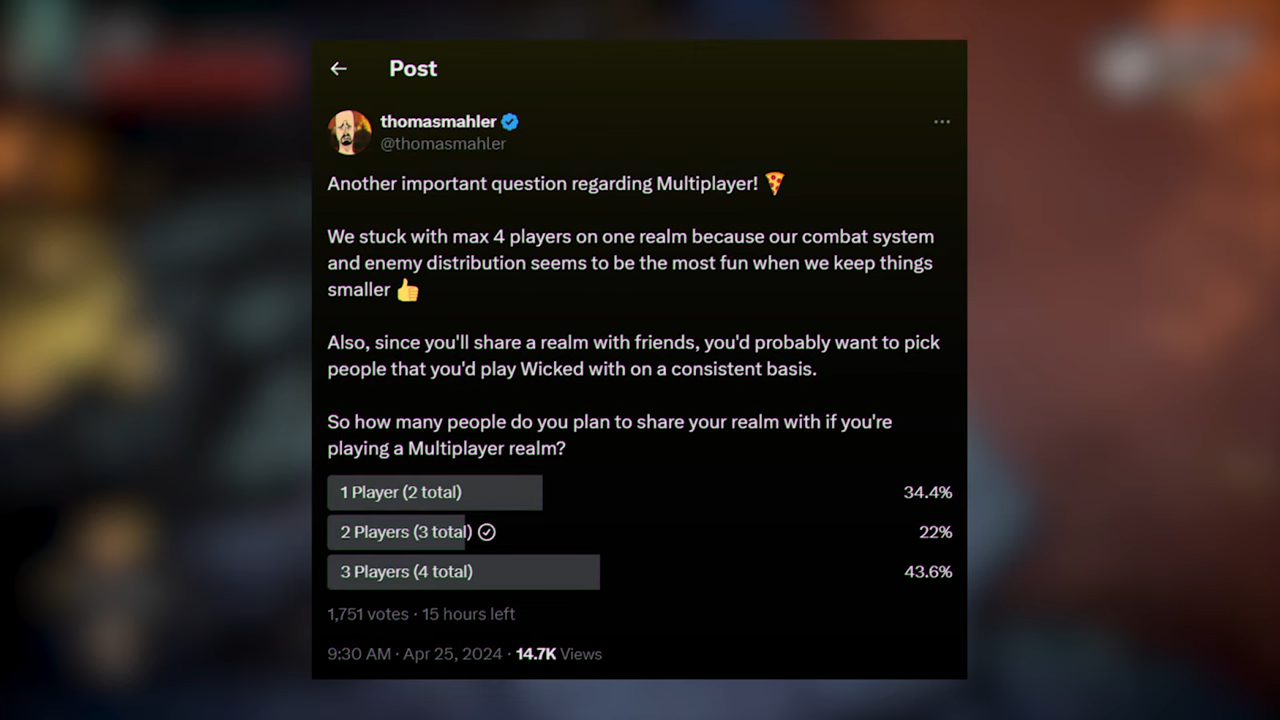 Post
thomasmahler
@thomasmahler
Another important question regarding Multiplayer! 🍕
We stuck with max 4 players on one realm because our combat system
and enemy distribution seems to be the most fun when we keep things
smaller 👍
Also, since you'll share a realm with friends, you'd probably want to pick
people that you'd play Wicked with on a consistent basis.
So how many people do you plan to share your realm with if you're
playing a Multiplayer realm?
1 Player (2 total) 34.4%
2 Players (3 total) 22%
3 Players (4 total) 43.6%
1,751 votes · 15 hours left
9:30 AM · Apr 25, 2024 · 14.7K Views